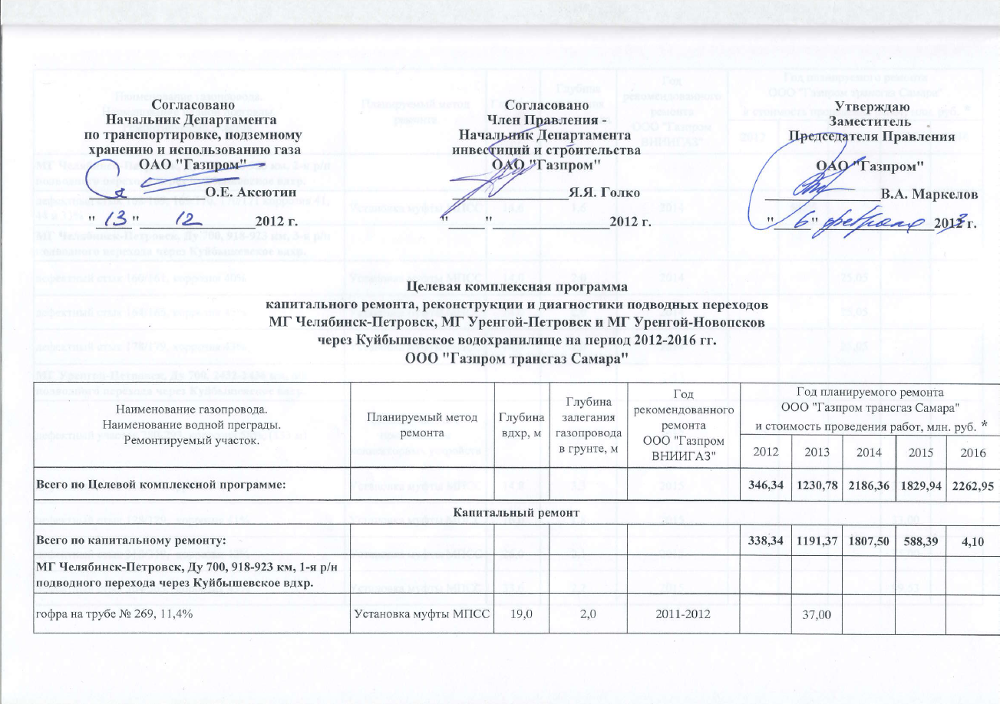 Согласовано
Начальник Департамента
по транспортировке, подземному
хранению и использованию газа
ОАО "Газпром"
О.Е. Аксютин
" 13 " 12 2012 г.
Согласовано
Член Правления -
Начальник Департамента
инвестиций и строительства
ОАО "Газпром"
Я.Я. Голко
"_____"__________________2012 г.
Утверждаю
Заместитель
Председателя Правления
ОАО "Газпром"
В.А. Маркелов
" 6 " февраля 2013 г.
Целевая комплексная программа
капитального ремонта, реконструкции и диагностики подводных переходов
МГ Челябинск-Петровск, МГ Уренгой-Петровск и МГ Уренгой-Новопсков
через Куйбышевское водохранилище на период 2012-2016 гг.
ООО "Газпром трансгаз Самара"
Наименование газопровода.
Наименование водной преграды.
Ремонтируемый участок.
Планируемый метод
ремонта
Глубина
вдхр, м
Глубина
залегания
газопровода
в грунте, м
Год
рекомендованного
ремонта
ООО "Газпром
ВНИИГАЗ"
Год планируемого ремонта
ООО "Газпром трансгаз Самара"
и стоимость проведения работ, млн. руб. *
2012 2013 2014 2015 2016
Всего по Целевой комплексной программе: 346,34 1230,78 2186,36 1829,94 2262,95
Капитальный ремонт
Всего по капитальному ремонту: 338,34 1191,37 1807,50 588,39 4,10
МГ Челябинск-Петровск, Ду 700, 918-923 км, 1-я р/н
подводного перехода через Куйбышевское вдхр.
гофра на трубе № 269, 11,4% Установка муфты МПСС 19,0 2,0 2011-2012 37,00